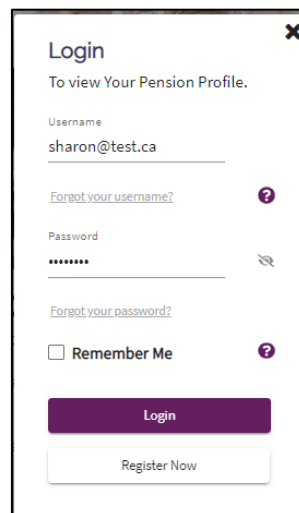 Login
To view Your Pension Profile.
Username
sharon@test.ca
Forgot your username?
Password
••••••••
Forgot your password?
Remember Me
Login
Register Now